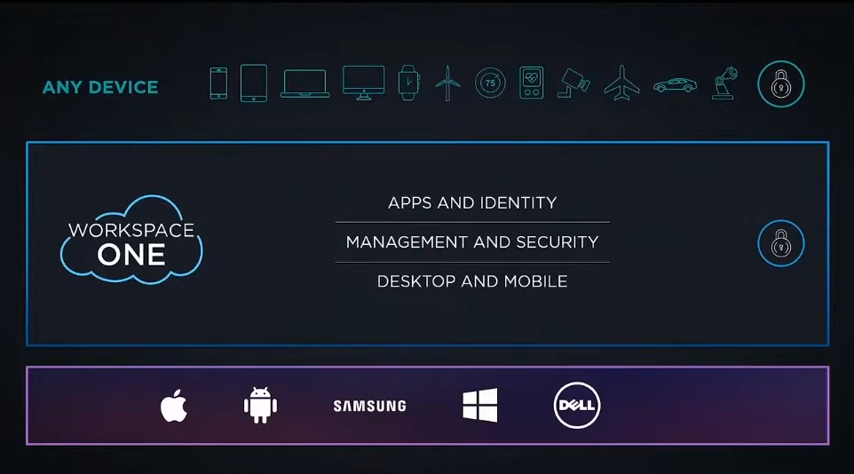 ANY DEVICE
75
WORKSPACE
ONE
APPS AND IDENTITY
MANAGEMENT AND SECURITY
DESKTOP AND MOBILE
SAMSUNG
DELL